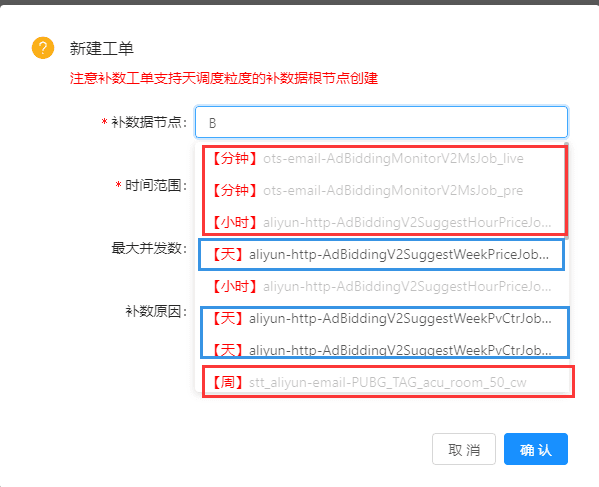 新建工单
注意补数工单支持天调度粒度的补数据根节点创建
* 补数据节点： B
【分钟】ots-email-AdBiddingMonitorV2MsJob_live
【分钟】ots-email-AdBiddingMonitorV2MsJob_pre
* 时间范围：
【小时】aliyun-http-AdBiddingV2SuggestHourPriceJo...
最大并发数：
【天】aliyun-http-AdBiddingV2SuggestWeekPriceJob...
【小时】aliyun-http-AdBiddingV2SuggestHourPriceJo...
补数原因：
【天】aliyun-http-AdBiddingV2SuggestWeekPvCtrJob...
【天】aliyun-http-AdBiddingV2SuggestWeekPvCtrJob...
【周】stt_aliyun-email-PUBG_TAG_acu_room_50_cw
取 消
确 认